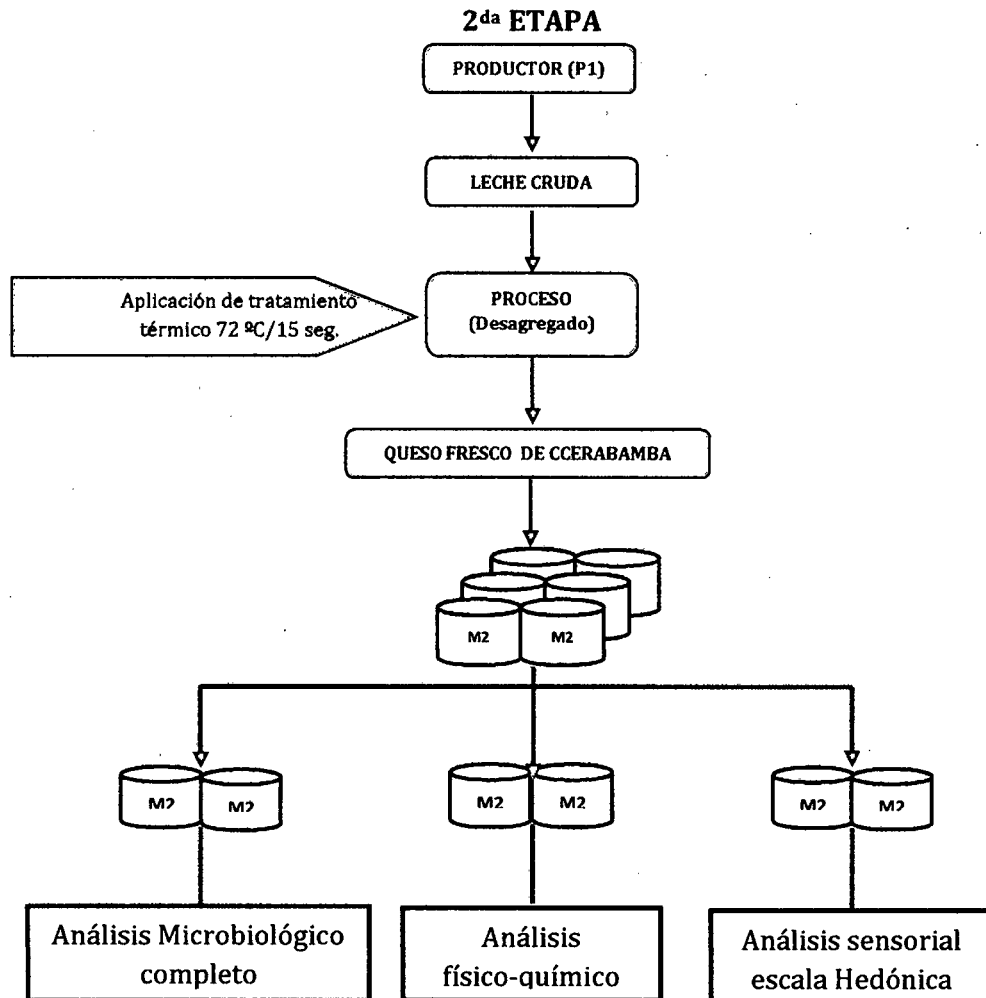 2da ETAPA
PRODUCTOR (P1)
LECHE CRUDA
Aplicación de tratamiento
térmico 72 ºC/15 seg.
PROCESO
(Desagregado)
QUESO FRESCO DE CCERABAMBA
M2 M2
M2 M2
M2 M2
M2 M2
Análisis Microbiológico
completo
Análisis
físico-químico
Análisis sensorial
escala Hedónica